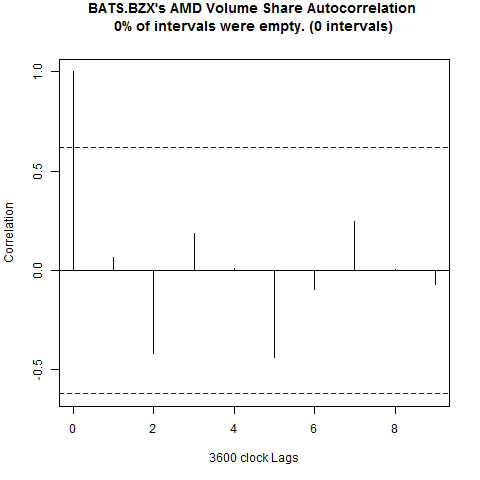 BATS.BZX's AMD Volume Share Autocorrelation
0% of intervals were empty. (0 intervals)
Correlation
1.0
0.5
0.0
-0.5
0 2 4 6 8
3600 clock Lags